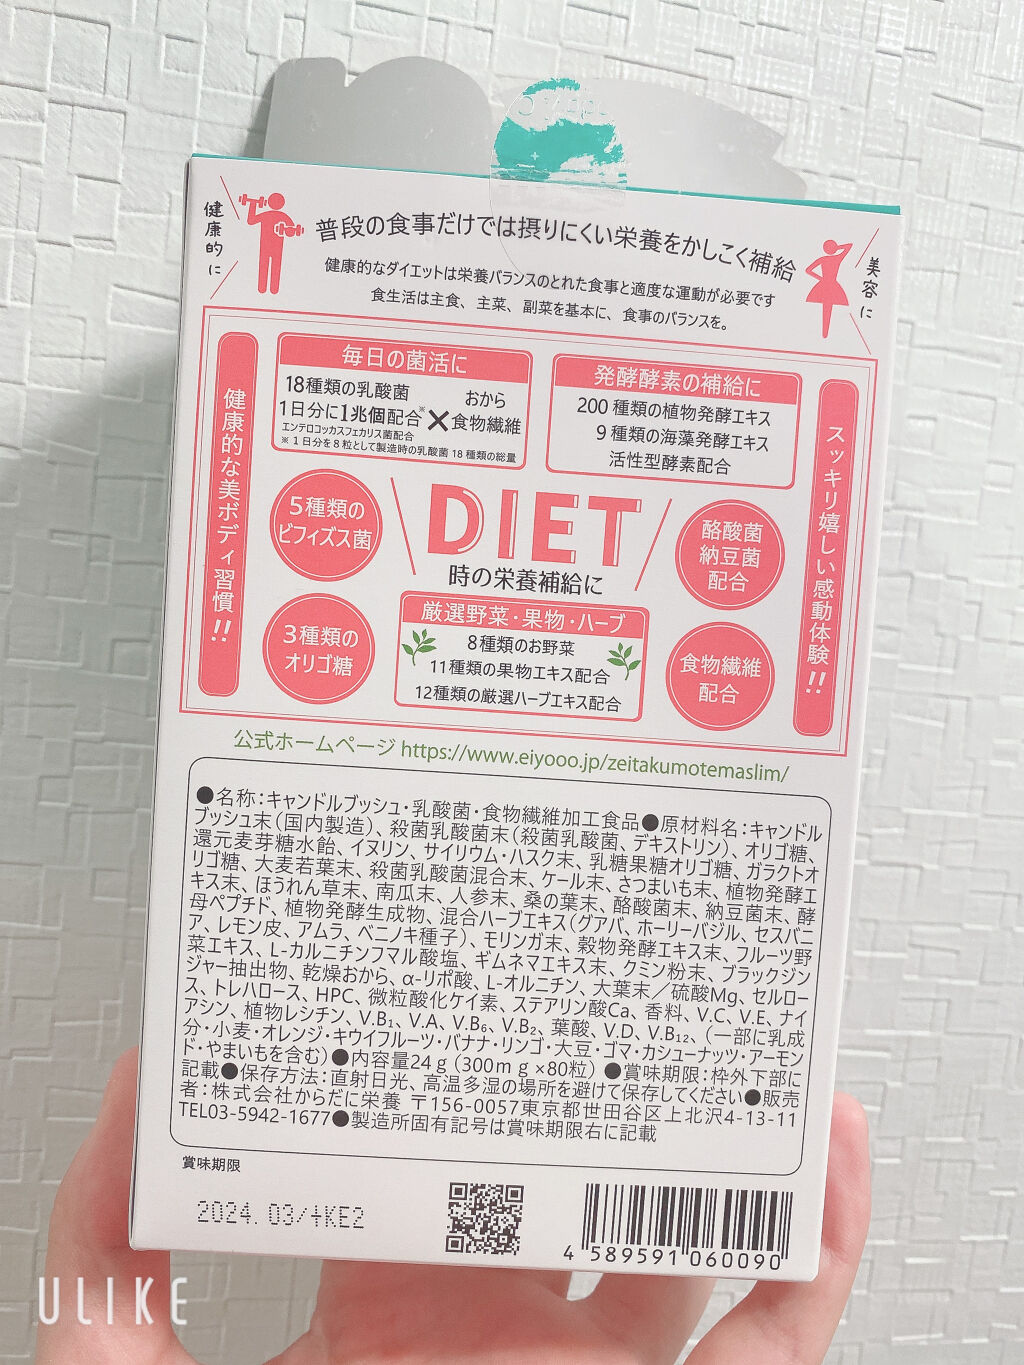 健康的に
普段の食事だけでは摂りにくい栄養をかしこく補給
美容に
健康的なダイエットは栄養バランスのとれた食事と適度な運動が必要です
食生活は主食、主菜、副菜を基本に、食事のバランスを。
健康的な美ボディ習慣!!
毎日の菌活に
18種類の乳酸菌
1日分に1兆個配合※
エンテロコッカスフェカリス菌配合
×
おから
食物繊維
※1日分を8粒として製造時の乳酸菌18種類の総量
発酵酵素の補給に
200種類の植物発酵エキス
9種類の海藻発酵エキス
活性型酵素配合
スッキリ嬉しい感動体験!!
5種類の
ビフィズス菌
DIET
時の栄養補給に
酪酸菌
納豆菌
配合
3種類の
オリゴ糖
厳選野菜・果物・ハーブ
8種類のお野菜
11種類の果物エキス配合
12種類の厳選ハーブエキス配合
食物繊維
配合
公式ホームページ https://www.eiyooo.jp/zeitakumotemaslim/
●名称:キャンドルブッシュ・乳酸菌・食物繊維加工食品●原材料名:キャンドル
ブッシュ末(国内製造)、殺菌乳酸菌末(殺菌乳酸菌、デキストリン)、オリゴ糖、
還元麦芽糖水飴、イヌリン、サイリウム・ハスク末、乳糖果糖オリゴ糖、ガラクトオ
リゴ糖、大麦若葉末、殺菌乳酸菌混合末、ケール末、さつまいも末、植物発酵エ
キス末、ほうれん草末、南瓜末、人参末、桑の葉末、酪酸菌末、納豆菌末、酵
母ペプチド、植物発酵生成物、混合ハーブエキス(グアバ、ホーリーバジル、セスバニ
ア、レモン皮、アムラ、ベニノキ種子)、モリンガ末、穀物発酵エキス末、フルーツ野
菜エキス、L-カルニチンフマル酸塩、ギムネマエキス末、クミン粉末、ブラックジン
ジャー抽出物、乾燥おから、α-リポ酸、L-オルニチン、大葉末/硫酸Mg、セルロー
ス、トレハロース、HPC、微粒酸化ケイ素、ステアリン酸Ca、香料、V.C、V.E、ナイ
アシン、植物レシチン、V.B₁、V.A、V.B₆、V.B₂、葉酸、V.D、V.B₁₂、(一部に乳成
分・小麦・オレンジ・キウイフルーツ・バナナ・リンゴ・大豆・ゴマ・カシューナッツ・アーモン
ド・やまいもを含む)●内容量24g(300mg×80粒)●賞味期限:枠外下部に
記載●保存方法:直射日光、高温多湿の場所を避けて保存してください●販売
者:株式会社からだに栄養 〒156-0057東京都世田谷区上北沢4-13-11
TEL03-5942-1677●製造所固有記号は賞味期限右に記載
賞味期限
2024.03/+KE2
4 589591 060090
ULIKE